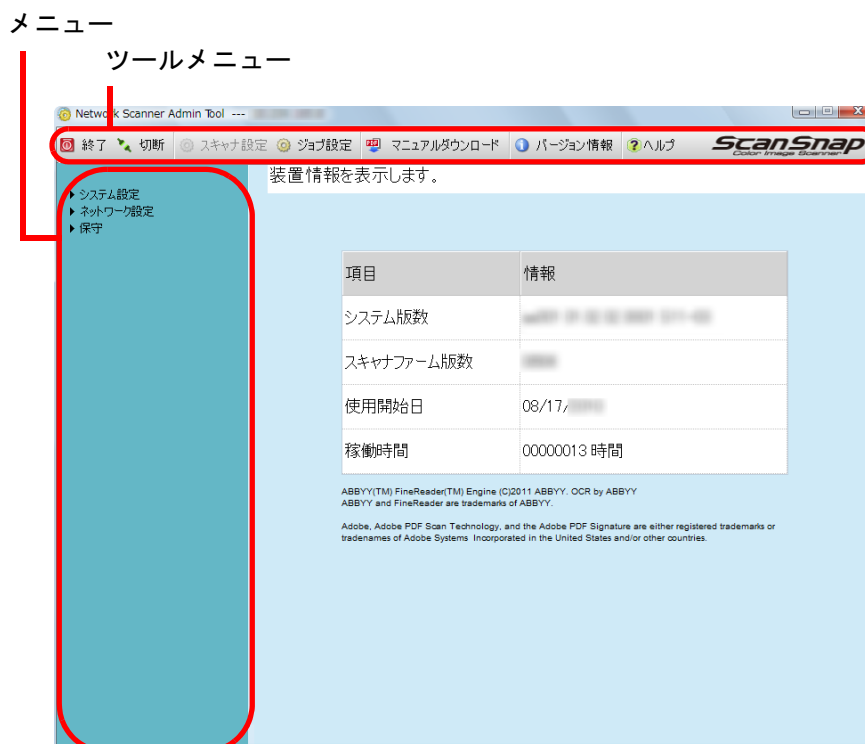 メニュー
ツールメニュー
Network Scanner Admin Tool ---
終了 切断 スキャナ設定 ジョブ設定 マニュアルダウンロード バージョン情報 ヘルプ ScanSnap
Color Image Scanner
装置情報を表示します。
システム設定
ネットワーク設定
保守
項目 情報
システム版数
スキャナファーム版数
使用開始日 08/17/
稼働時間 00000013 時間
ABBYY(TM) FineReader(TM) Engine (C)2011 ABBYY. OCR by ABBYY
ABBYY and FineReader are trademarks of ABBYY.
Adobe, Adobe PDF Scan Technology, and the Adobe PDF Signature are either registered trademarks or
tradenames of Adobe Systems Incorporated in the United States and/or other countries.